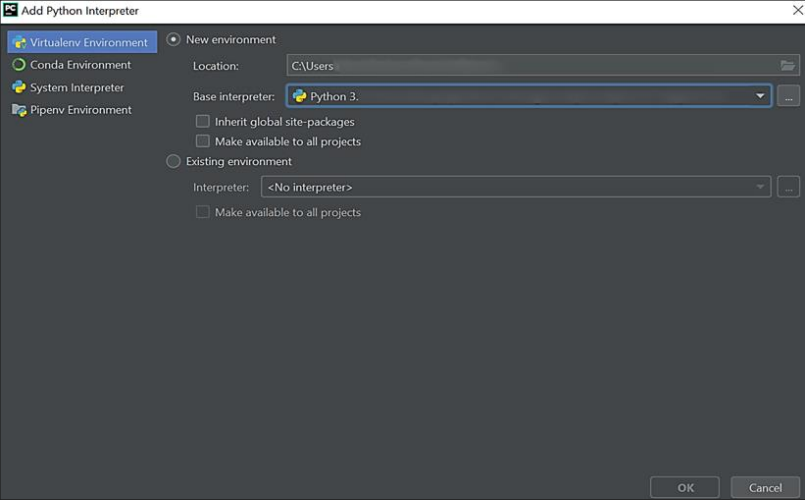 PC
Add Python Interpreter
Virtualenv Environment
Conda Environment
System Interpreter
Pipenv Environment
New environment
Location: C:\Users
Base interpreter: Python 3. ...
Inherit global site-packages
Make available to all projects
Existing environment
Interpreter: <No interpreter> ...
Make available to all projects
OK Cancel